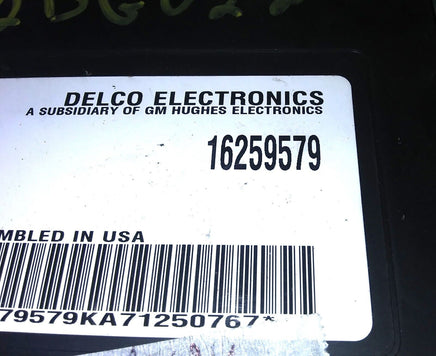 DELCO ELECTRONICS
A SUBSIDIARY OF GM HUGHES ELECTRONICS
16259579
MBLED IN USA
79579KA71250767*